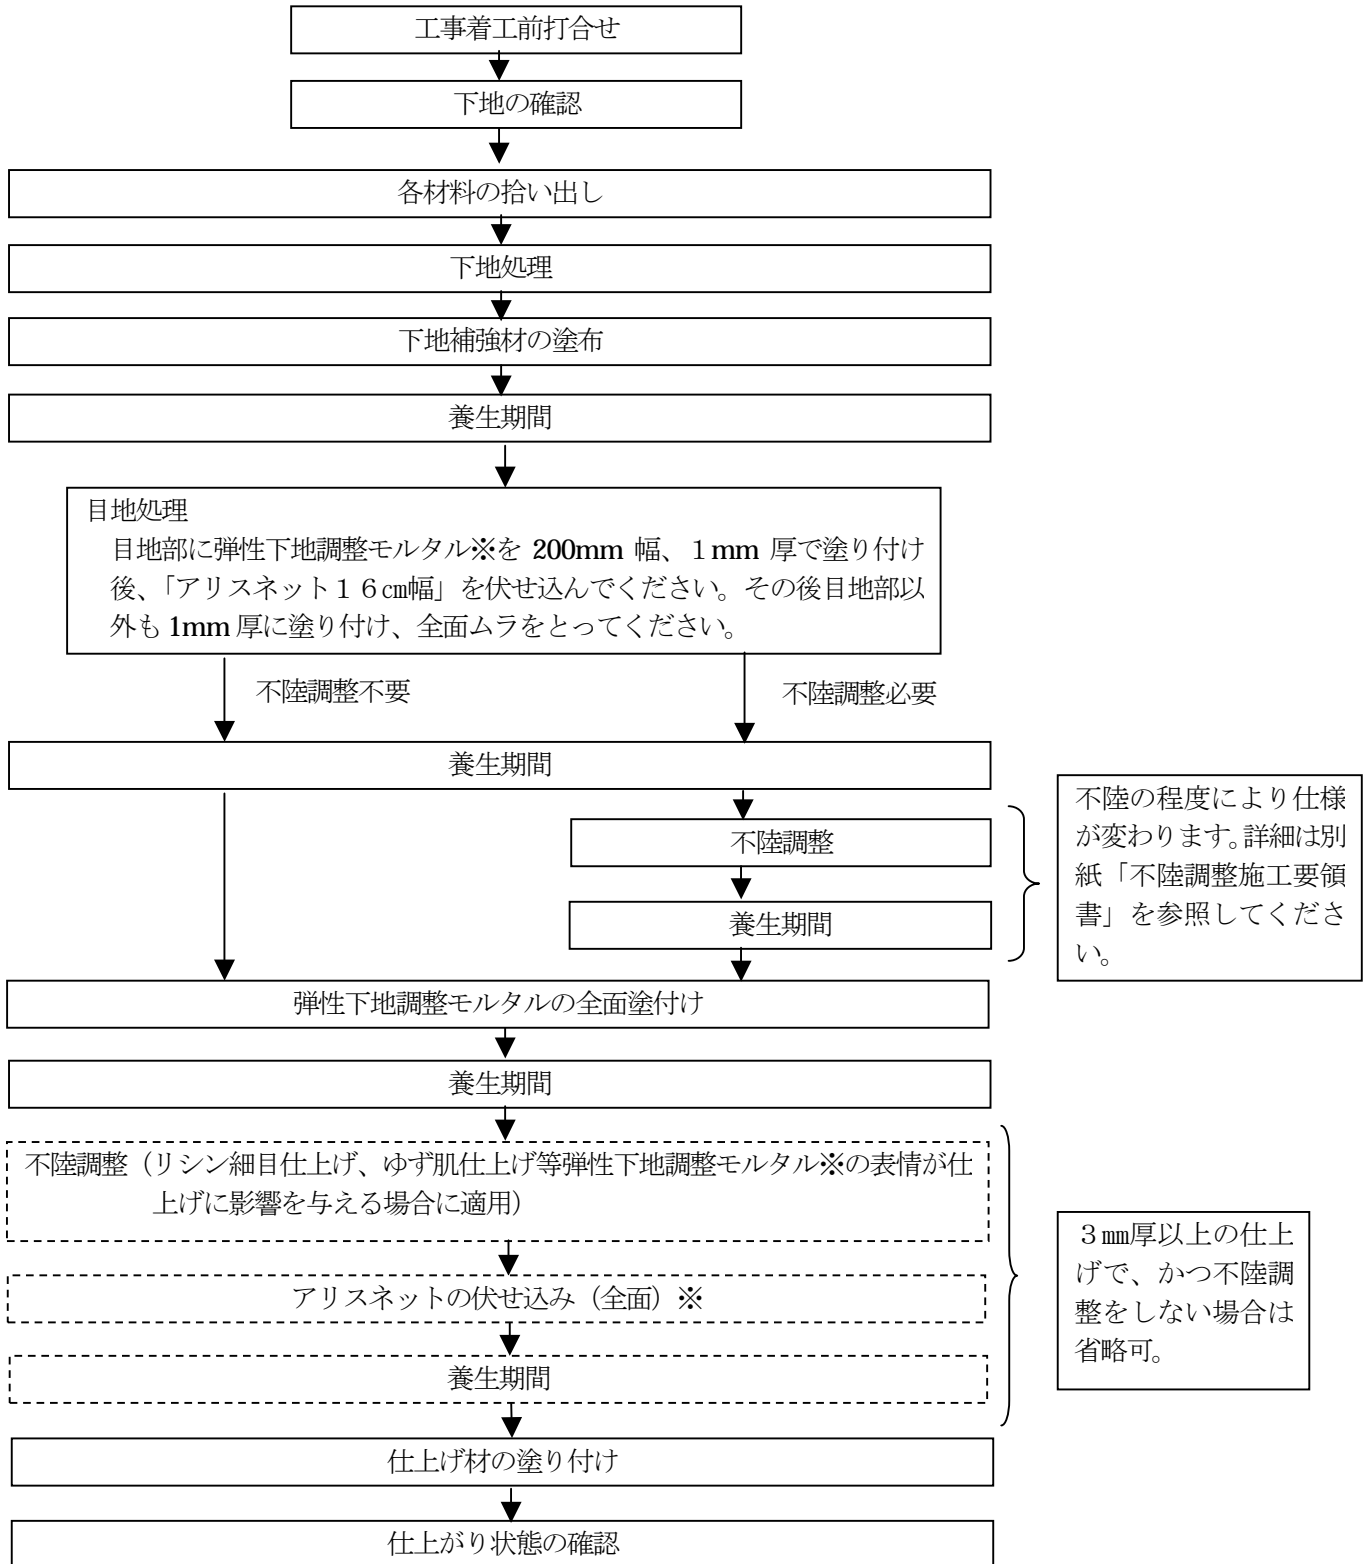 工事着工前打合せ
下地の確認
各材料の拾い出し
下地処理
下地補強材の塗布
養生期間
目地処理
目地部に弾性下地調整モルタル※を 200mm 幅、１mm 厚で塗り付け
後、「アリスネット１６㎝幅」を伏せ込んでください。その後目地部以
外も 1mm 厚に塗り付け、全面ムラをとってください。
不陸調整不要
不陸調整必要
養生期間
不陸調整
養生期間
不陸の程度により仕様
が変わります。詳細は別
紙「不陸調整施工要領
書」を参照してくださ
い。
弾性下地調整モルタルの全面塗付け
養生期間
不陸調整（リシン細目仕上げ、ゆず肌仕上げ等弾性下地調整モルタル※の表情が仕
上げに影響を与える場合に適用）
アリスネットの伏せ込み（全面）※
養生期間
３㎜厚以上の仕上
げで、かつ不陸調
整をしない場合は
省略可。
仕上げ材の塗り付け
仕上がり状態の確認